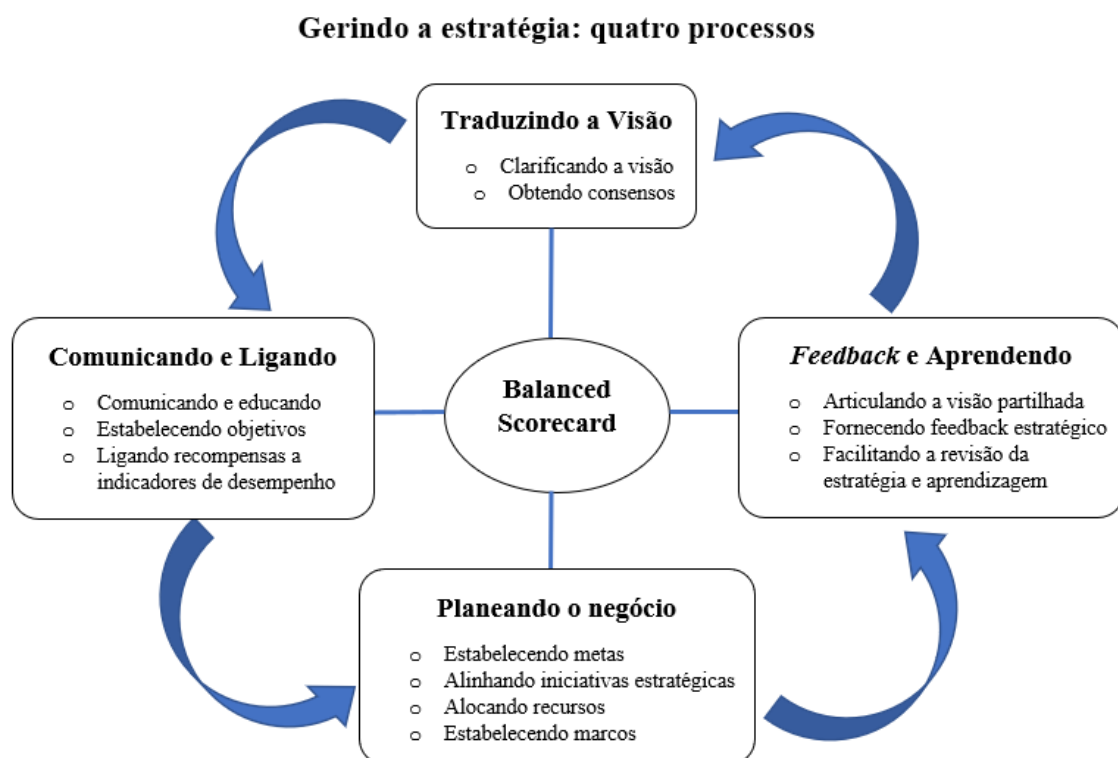 Gerindo a estratégia: quatro processos
Traduzindo a Visão
o Clarificando a visão
o Obtendo consensos
Comunicando e Ligando
o Comunicando e educando
o Estabelecendo objetivos
o Ligando recompensas a
indicadores de desempenho
Balanced
Scorecard
Feedback e Aprendendo
o Articulando a visão partilhada
o Fornecendo feedback estratégico
o Facilitando a revisão da
estratégia e aprendizagem
Planeando o negócio
o Estabelecendo metas
o Alinhando iniciativas estratégicas
o Alocando recursos
o Estabelecendo marcos